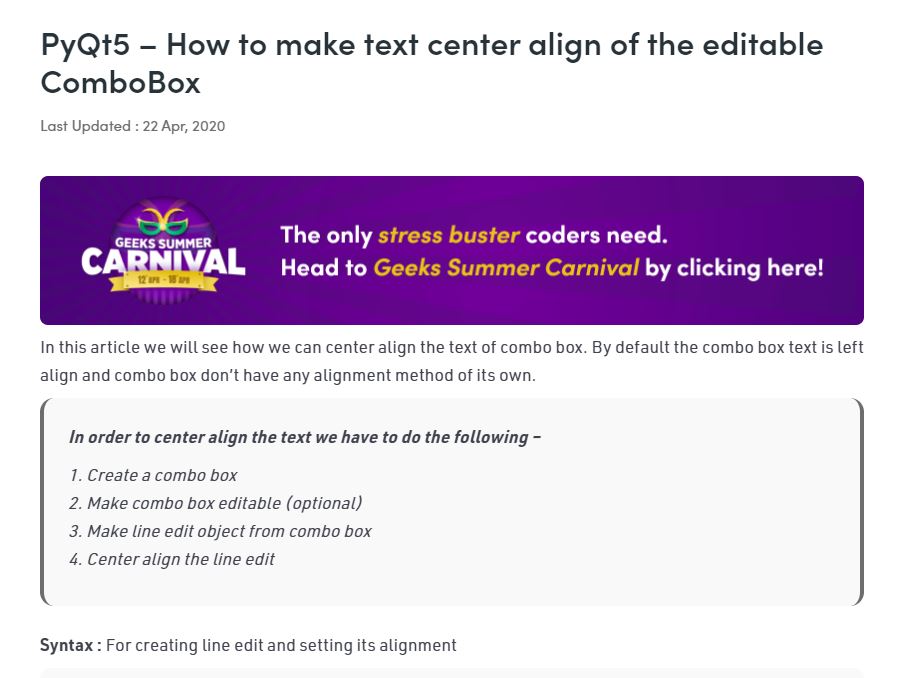 PyQt5 – How to make text center align of the editable
ComboBox
Last Updated : 22 Apr, 2020
GEEKS SUMMER
CARNIVAL
12 APR - 18 APR
The only stress buster coders need.
Head to Geeks Summer Carnival by clicking here!
In this article we will see how we can center align the text of combo box. By default the combo box text is left
align and combo box don’t have any alignment method of its own.
In order to center align the text we have to do the following –
1. Create a combo box
2. Make combo box editable (optional)
3. Make line edit object from combo box
4. Center align the line edit
Syntax : For creating line edit and setting its alignment